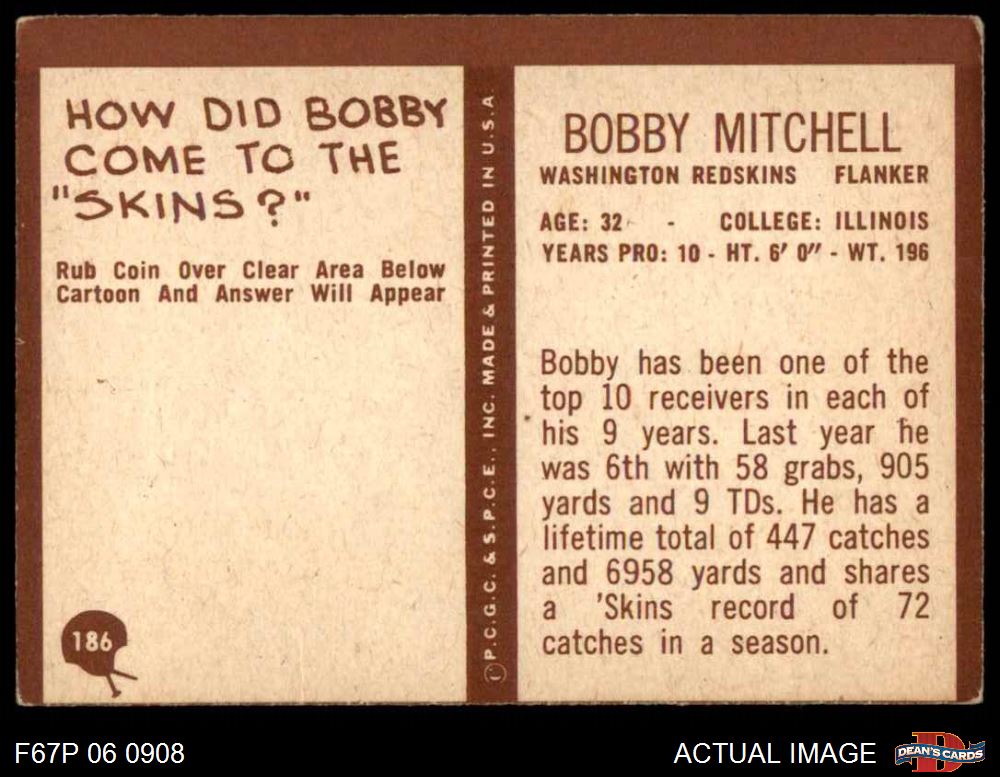 HOW DID BOBBY
COME TO THE
"SKINS?"
Rub Coin Over Clear Area Below
Cartoon And Answer Will Appear
186
©P.C.G.C. & S.P.C.E., INC. MADE & PRINTED IN U.S.A
BOBBY MITCHELL
WASHINGTON REDSKINS FLANKER
AGE: 32 - COLLEGE: ILLINOIS
YEARS PRO: 10 - HT. 6' 0" - WT. 196
Bobby has been one of the
top 10 receivers in each of
his 9 years. Last year he
was 6th with 58 grabs, 905
yards and 9 TDs. He has a
lifetime total of 447 catches
and 6958 yards and shares
a 'Skins record of 72
catches in a season.
F67P 06 0908
ACTUAL IMAGE
DEAN'S CARDS